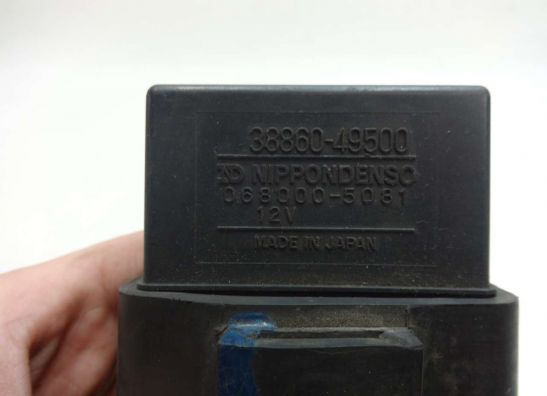 38860-49500
ND NIPPONDENSO
068000-5081
12V
MADE IN JAPAN